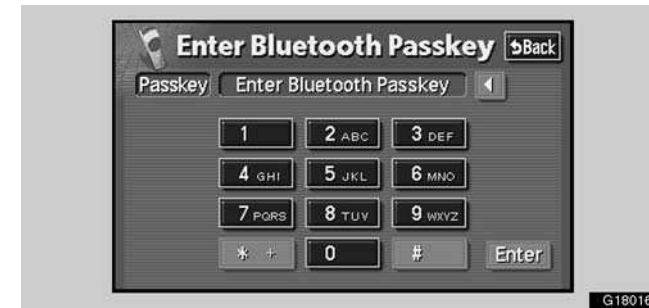 Enter Bluetooth Passkey Back
Passkey Enter Bluetooth Passkey
1 2 ABC 3 DEF
4 GHI 5 JKL 6 MNO
7 PQRS 8 TUV 9 WXYZ
* + 0 # Enter
G18016